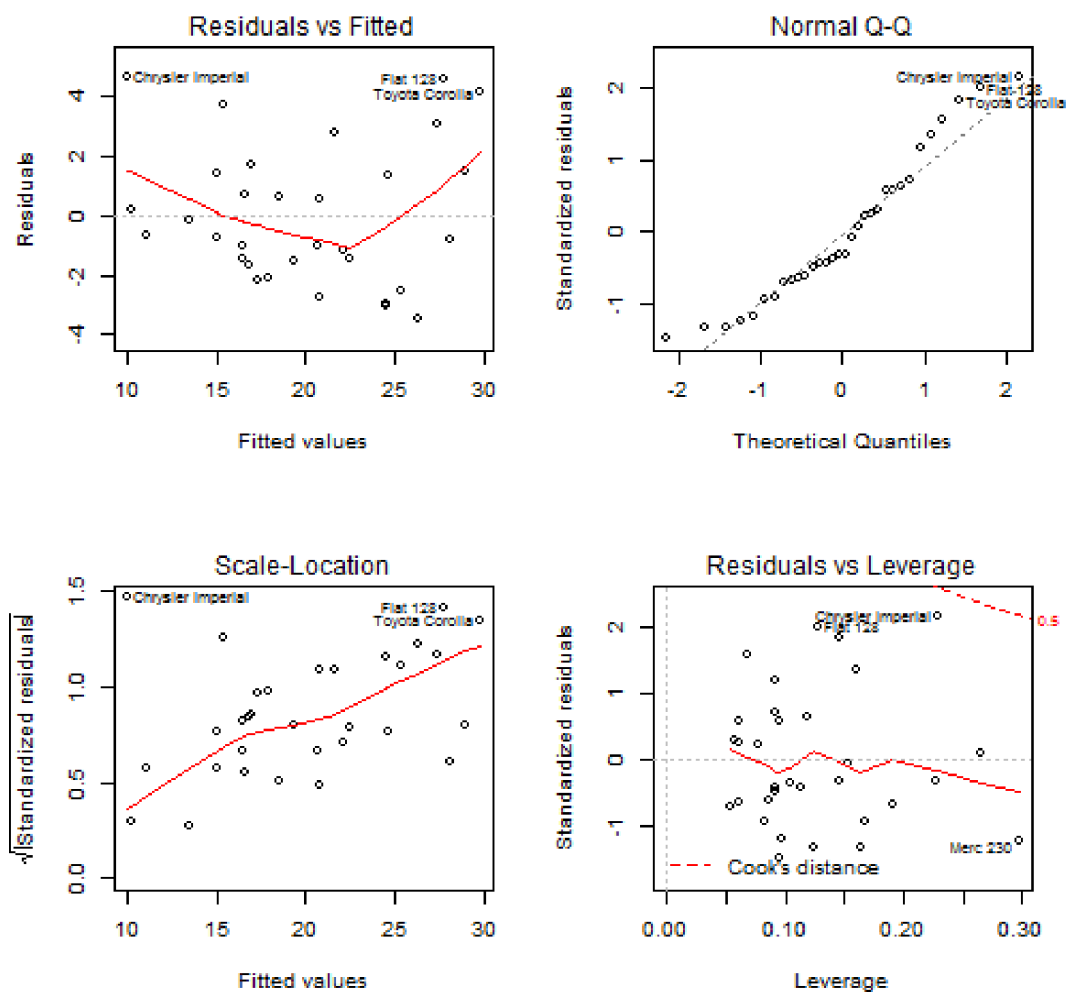 Residuals vs Fitted
Chrysler Imperial
Fiat 128
Toyota Corolla
Residuals
4
2
0
-2
-4
10 15 20 25 30
Fitted values
Normal Q-Q
Chrysler Imperial
Fiat 128
Toyota Corolla
Standardized residuals
2
1
0
-1
-2 -1 0 1 2
Theoretical Quantiles
Scale-Location
Chrysler Imperial
Fiat 128
Toyota Corolla
√|Standardized residuals|
1.5
1.0
0.5
0.0
10 15 20 25 30
Fitted values
Residuals vs Leverage
Chrysler Imperial
Fiat 128
0.5
Merc 230
Cook's distance
Standardized residuals
2
1
0
-1
0.00 0.10 0.20 0.30
Leverage